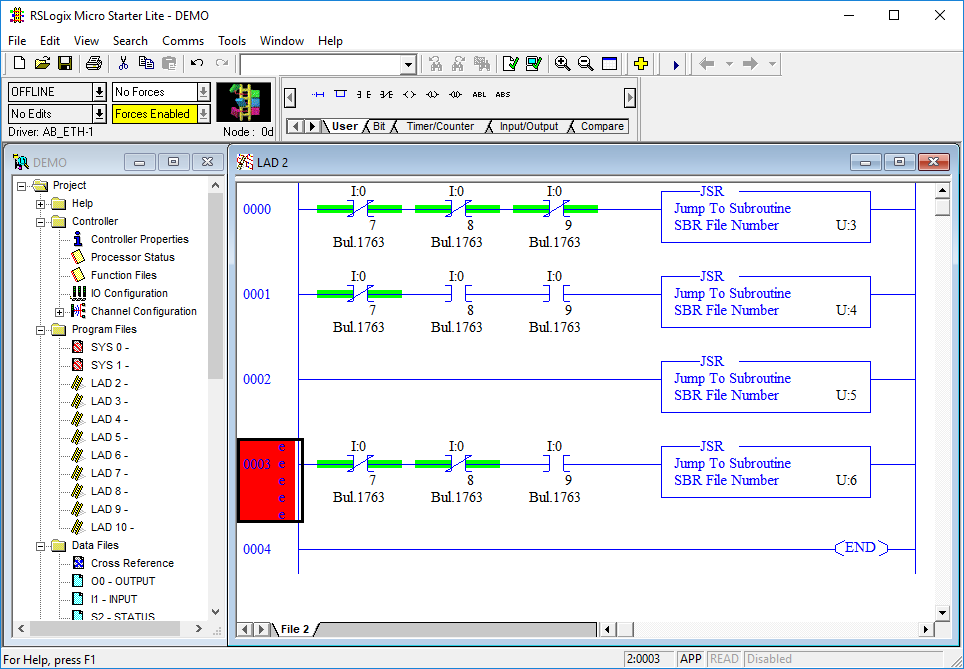 RSLogix Micro Starter Lite - DEMO
File Edit View Search Comms Tools Window Help
OFFLINE No Forces
No Edits Forces Enabled
Driver: AB_ETH-1 Node : 0d
ABL ABS
User Bit Timer/Counter Input/Output Compare
DEMO
Project
Help
Controller
Controller Properties
Processor Status
Function Files
IO Configuration
Channel Configuration
Program Files
SYS 0 -
SYS 1 -
LAD 2 -
LAD 3 -
LAD 4 -
LAD 5 -
LAD 6 -
LAD 7 -
LAD 8 -
LAD 9 -
LAD 10 -
Data Files
Cross Reference
O0 - OUTPUT
I1 - INPUT
S2 - STATUS
LAD 2
I:0 I:0 I:0 JSR
0000 Jump To Subroutine
7 8 9 SBR File Number U:3
Bul.1763 Bul.1763 Bul.1763
I:0 I:0 I:0 JSR
0001 Jump To Subroutine
7 8 9 SBR File Number U:4
Bul.1763 Bul.1763 Bul.1763
JSR
0002 Jump To Subroutine
SBR File Number U:5
e I:0 I:0 I:0 JSR
0003 e Jump To Subroutine
e 7 8 9 SBR File Number U:6
e Bul.1763 Bul.1763 Bul.1763
e
0004 END
File 2
For Help, press F1 2:0003 APP READ Disabled